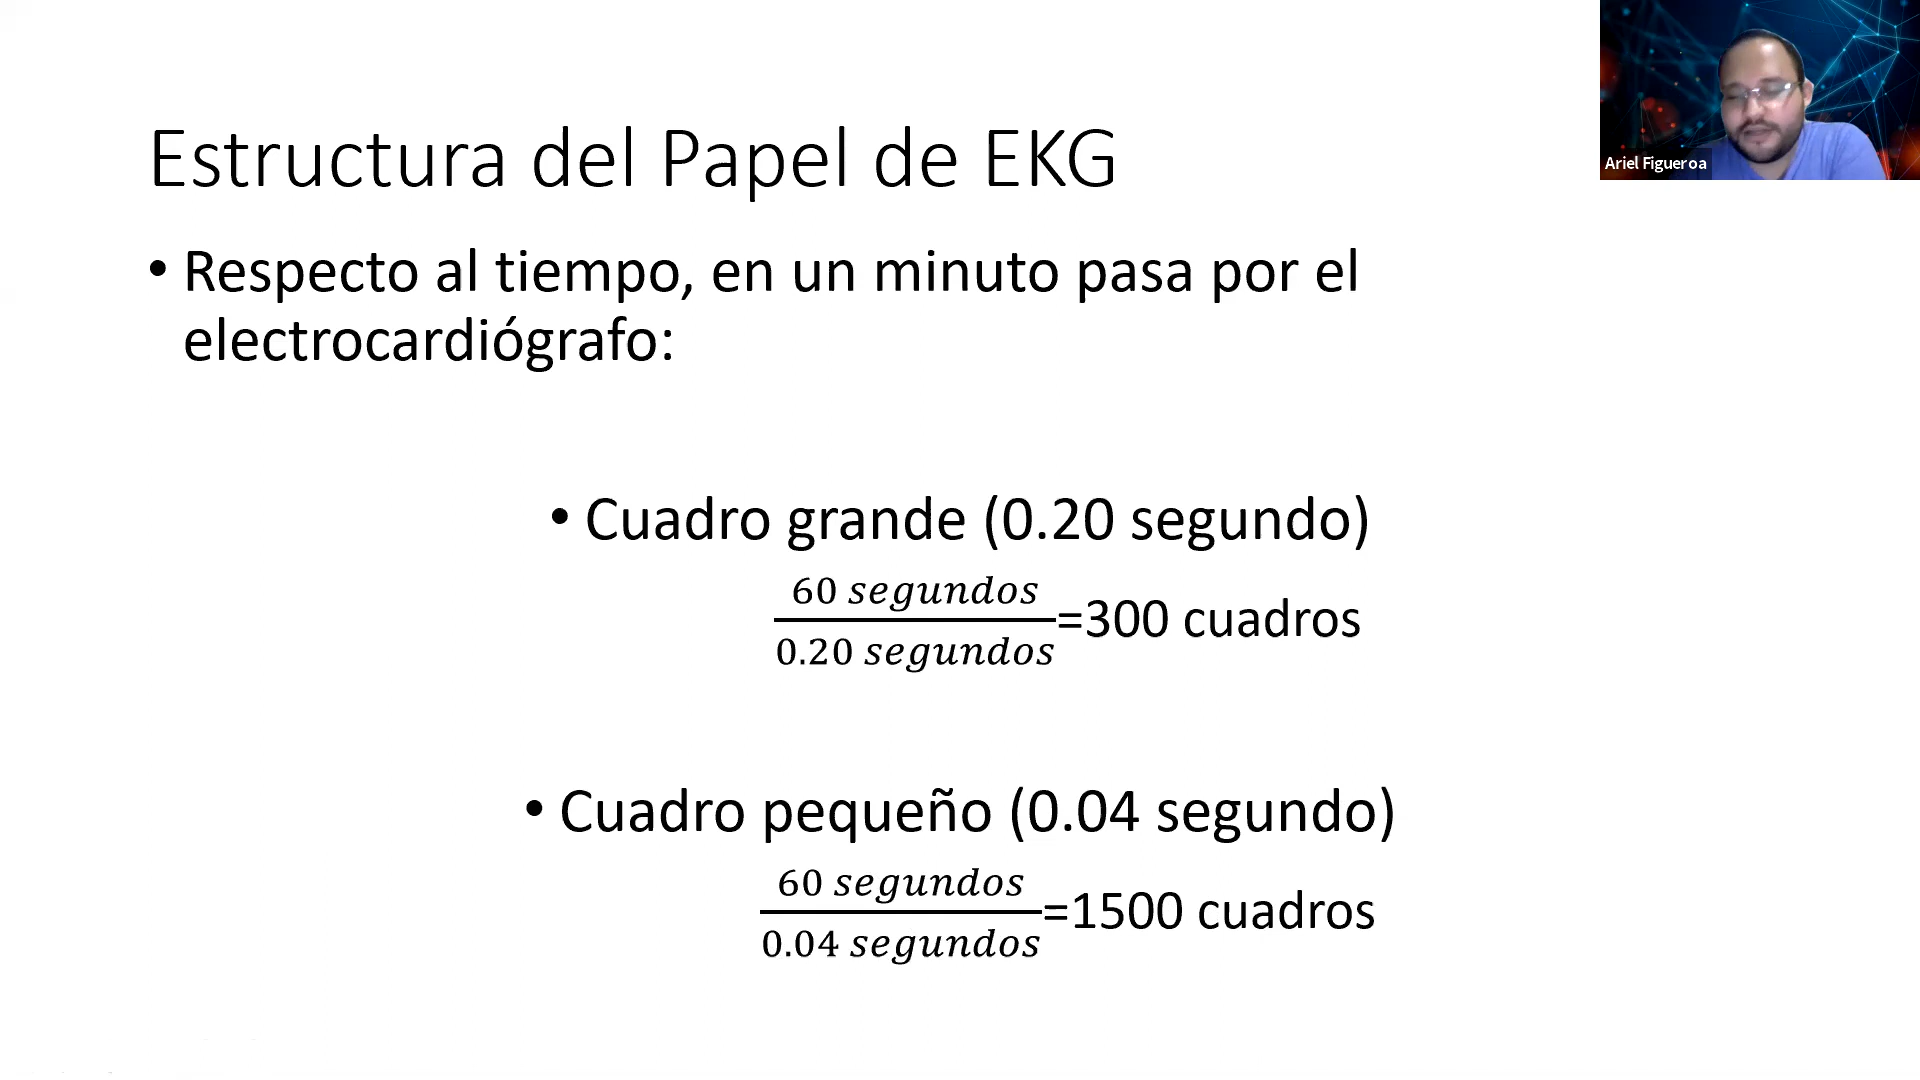 Estructura del Papel de EKG
Ariel Figueroa
• Respecto al tiempo, en un minuto pasa por el
electrocardiógrafo:
• Cuadro grande (0.20 segundo)
60 segundos
0.20 segundos
=300 cuadros
• Cuadro pequeño (0.04 segundo)
60 segundos
0.04 segundos
=1500 cuadros